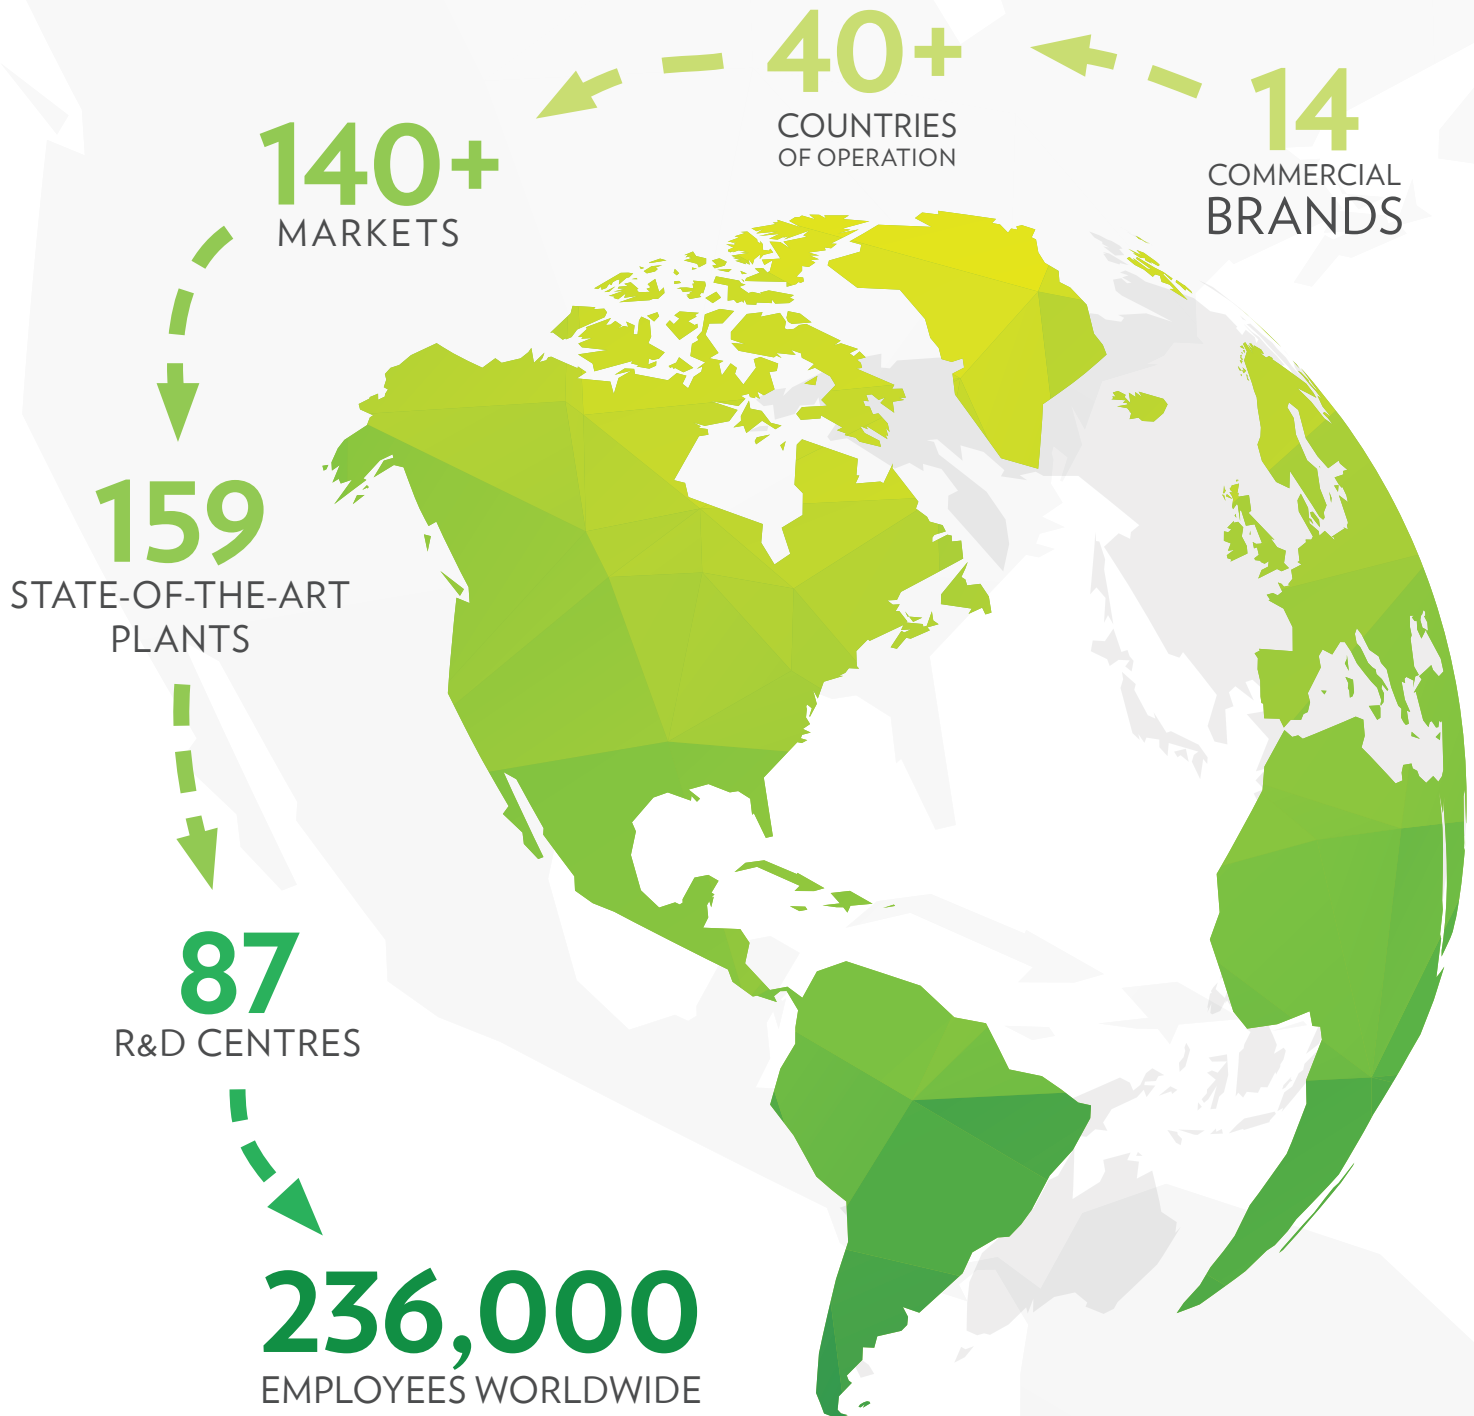 14
COMMERCIAL
BRANDS
40+
COUNTRIES
OF OPERATION
140+
MARKETS
159
STATE-OF-THE-ART
PLANTS
87
R&D CENTRES
236,000
EMPLOYEES WORLDWIDE